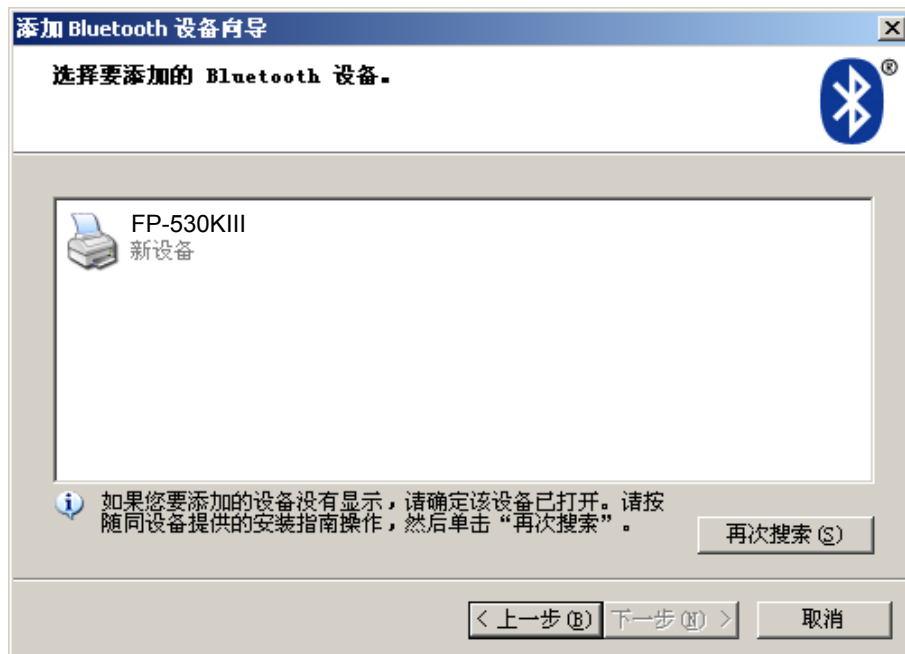 添加 Bluetooth 设备向导
选择要添加的 Bluetooth 设备。
®
FP-530KIII
新设备
如果您要添加的设备没有显示，请确定该设备已打开。请按
随同设备提供的安装指南操作，然后单击“再次搜索”。
再次搜索(S)
< 上一步(B)
下一步(N) >
取消